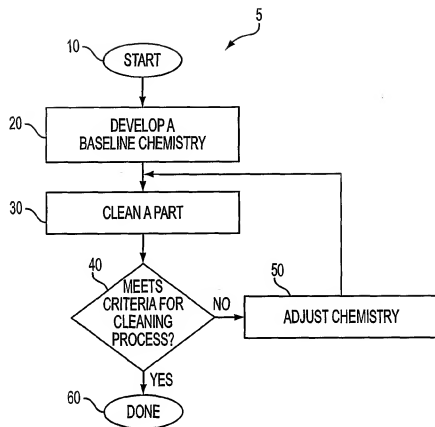 5
10
START
20
DEVELOP A
BASELINE CHEMISTRY
30
CLEAN A PART
40
MEETS
CRITERIA FOR
CLEANING
PROCESS?
NO
50
ADJUST CHEMISTRY
YES
60
DONE